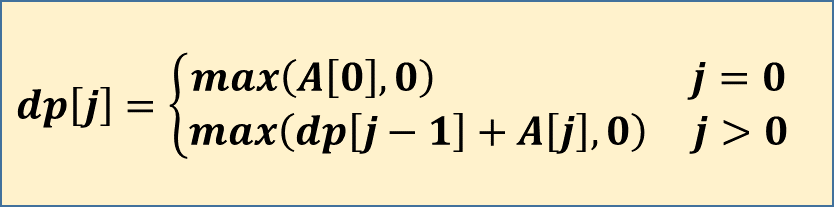 dp[j] = { max(A[0],0) j = 0
max(dp[j − 1] + A[j],0) j > 0